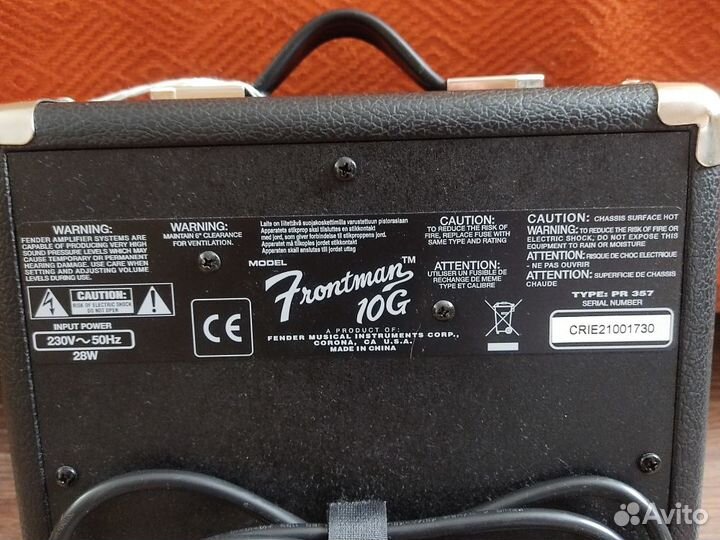 WARNING:
FENDER AMPLIFIER SYSTEMS ARE
CAPABLE OF PRODUCING VERY HIGH
SOUND PRESSURE LEVELS WHICH MAY
CAUSE TEMPORARY OR PERMANENT
HEARING DAMAGE. USE CARE WHEN
SETTING AND ADJUSTING VOLUME
LEVELS DURING USE.
CAUTION:
RISK OF ELECTRIC SHOCK
DO NOT OPEN
INPUT POWER
230V~50Hz
28W
WARNING:
MAINTAIN 6" CLEARANCE
FOR VENTILATION.
CE
Laite on liitettävä suojakoskettimilla varustettuun pistorasiaan
Apparatets stikprop skal tilsluttes en stikkontakt
med jord, som giver forbindelse til stikproppens jord.
Apparatet må tilkoples jordet stikkontakt
Apparaten skall anslutas till jordat uttag
MODEL
Frontman™
10G
A PRODUCT OF:
FENDER MUSICAL INSTRUMENTS CORP.,
CORONA, CA U.S.A.
MADE IN CHINA
CAUTION:
TO REDUCE THE RISK OF
FIRE, REPLACE FUSE WITH
SAME TYPE AND RATING
ATTENTION:
UTILISER UN FUSIBLE DE
RECHANGE DE MEME
TYPE ET CALIBRE
CAUTION: CHASSIS SURFACE HOT
WARNING: TO REDUCE THE RISK OF FIRE OR
ELECTRIC SHOCK, DO NOT EXPOSE THIS
EQUIPMENT TO RAIN OR MOISTURE
ATTENTION: RISQUE DE CHOC ELECTRIQUE
- NE PAS OUVRIR
ATTENTION: SUPERFICIE DE CHASSIS
CHAUDE
TYPE: PR 357
SERIAL NUMBER
CRIE21001730
Avito